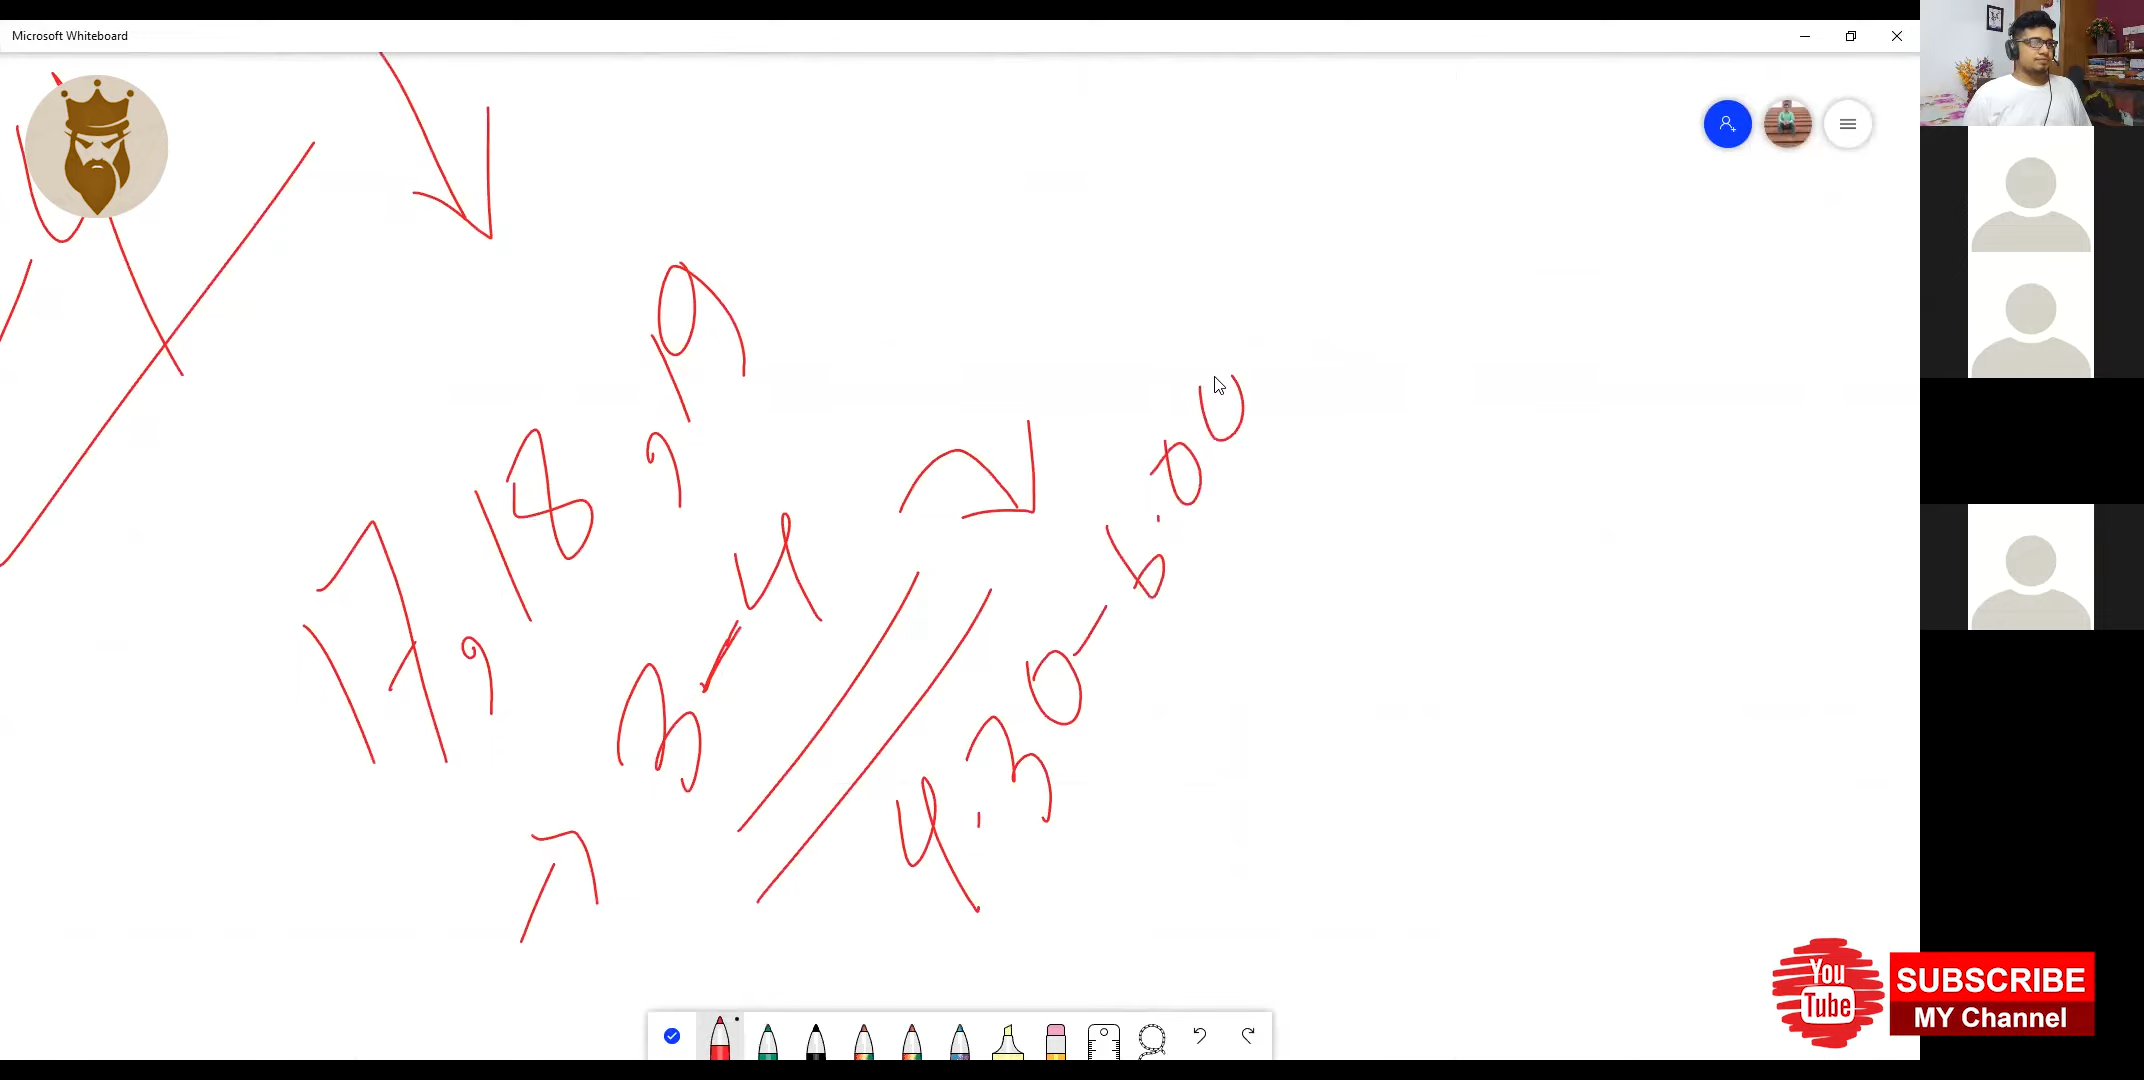 Microsoft Whiteboard
17, 18, 19
3-4
4.30-6.00
You
Tube
SUBSCRIBE
MY Channel